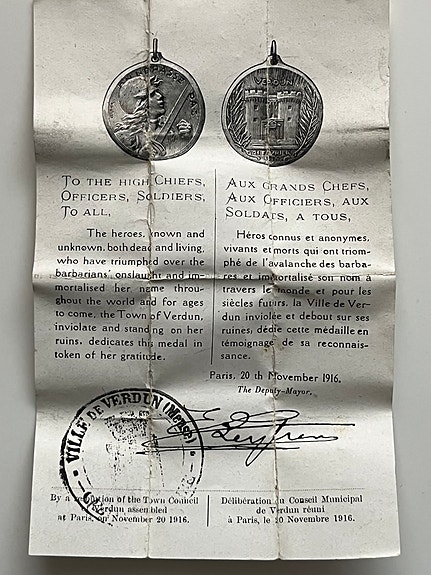 ON NE PASSE PAS
VERDUN
To the high Chiefs,
Officers, Soldiers,
To all,
The heroes, known and
unknown, both dead and living,
who have triumphed over the
barbarians' onslaught and im-
mortalised her name throu-
ghout the world and for ages
to come, the Town of Verdun,
inviolate and standing on her
ruins, dedicates this medal in
token of her gratitude.
Aux grands Chefs,
Aux Officiers, aux
Soldats, a tous,
Héros connus et anonymes,
vivants et morts qui ont triom-
phé de l'avalanche des barba-
res et immortalisé son nom à
travers le monde et pour les
siècles futurs, la Ville de Ver-
dun inviolée et debout sur ses
ruines, dédie cette médaille en
témoignage de sa reconnais-
sance.
Paris, 20 th November 1916.
The Deputy-Mayor,
VILLE DE VERDUN (Meuse)
By a resolution of the Town Council
of Verdun assembled
at Paris, on November 20 1916.
Délibération du Conseil Municipal
de Verdun réuni
à Paris, le 20 Novembre 1916.